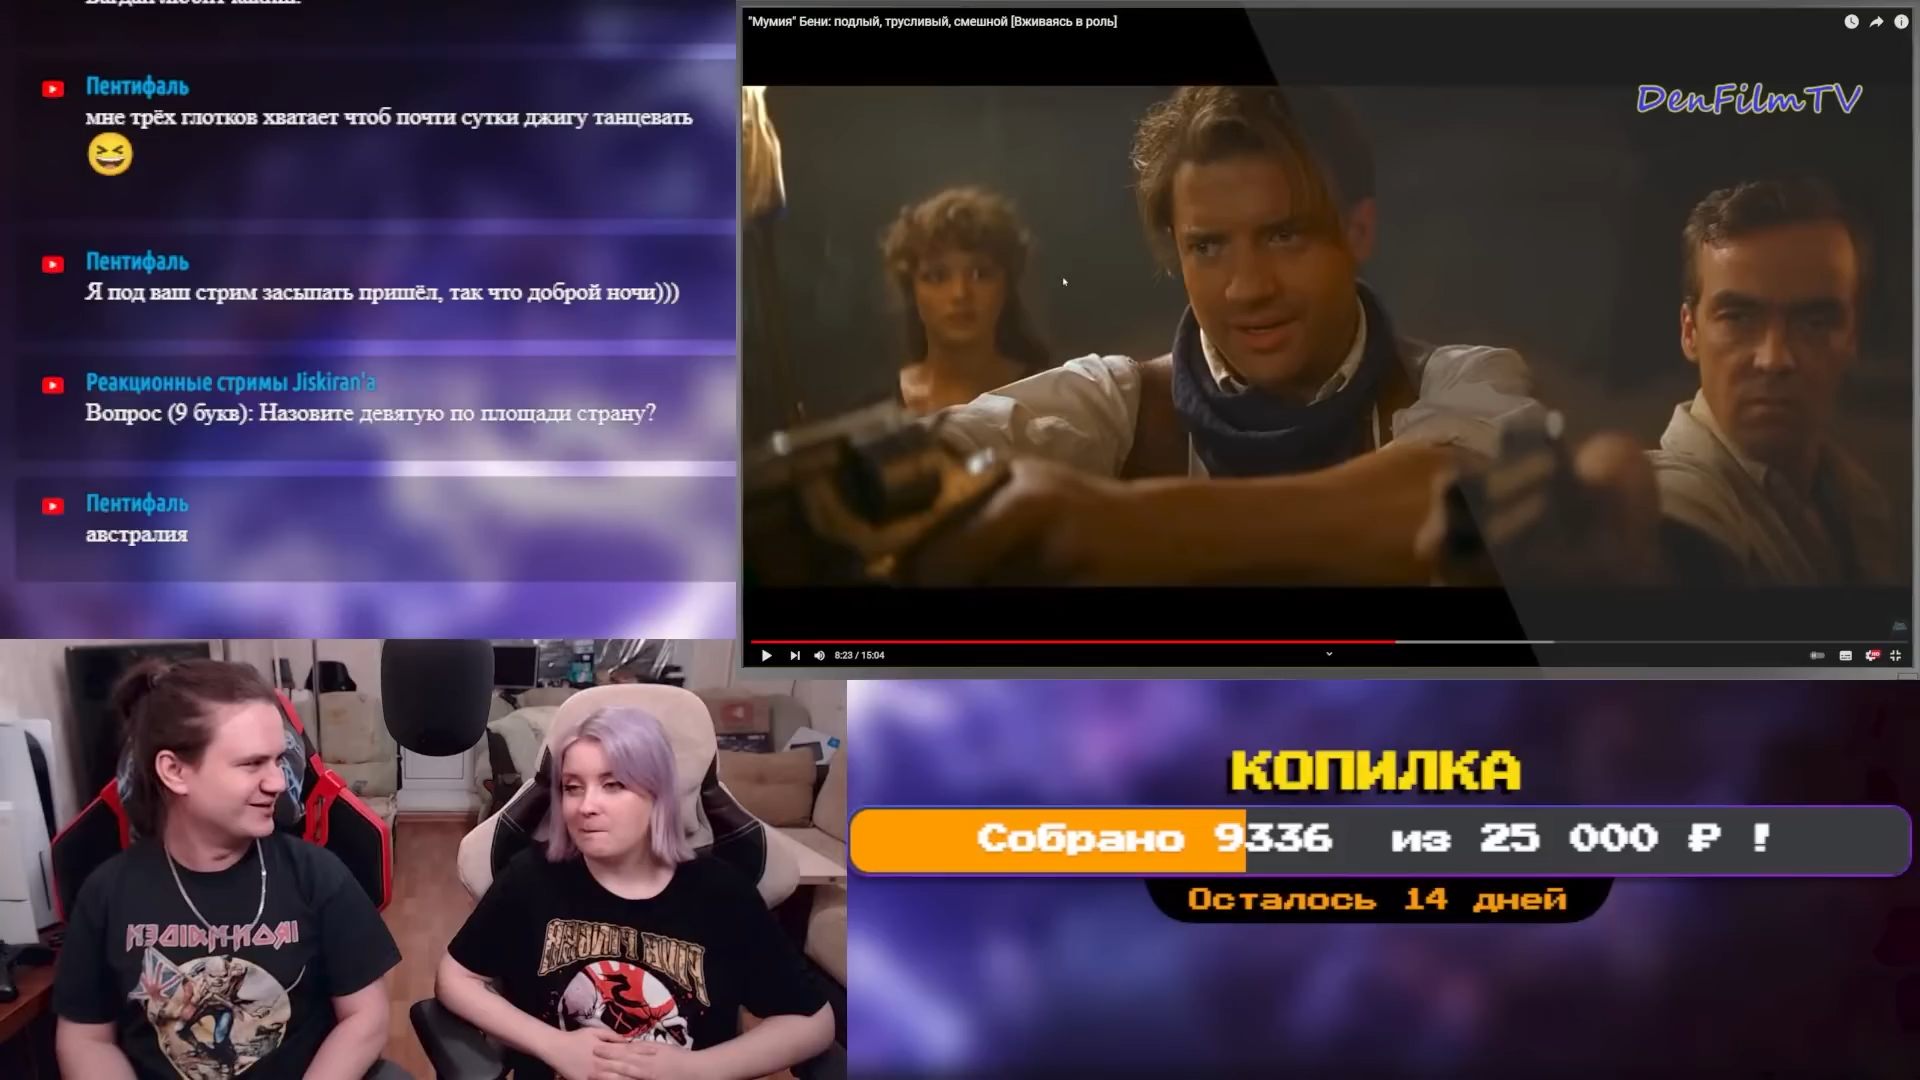 Пентифаль
мне трёх глотков хватает чтоб почти сутки джигу танцевать
Пентифаль
Я под ваш стрим засыпать пришёл, так что доброй ночи)))
Реакционные стримы Jiskiran'a
Вопрос (9 букв): Назовите девятую по площади страну?
Пентифаль
австралия
"Мумия" Бени: подлый, трусливый, смешной [Вживаясь в роль]
DenFilmTV
8:23 / 15:04
КОПИЛКА
Собрано 9336 из 25 000 ₽ !
Осталось 14 дней